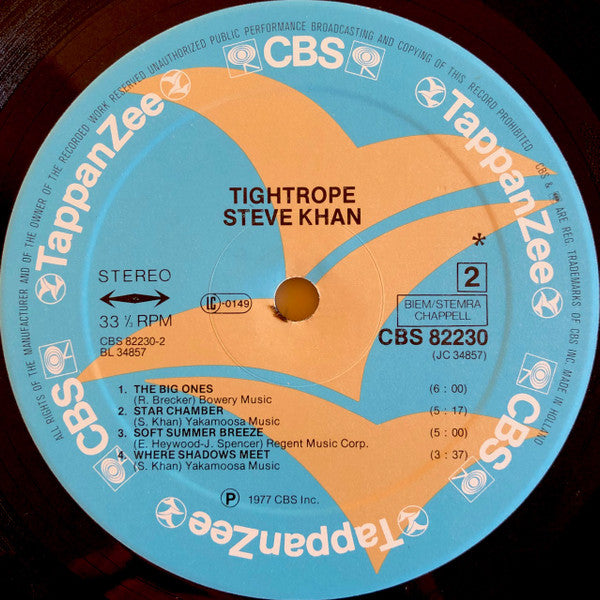 ALL RIGHTS OF THE MANUFACTURER AND OF THE OWNER OF THE RECORDED WORK RESERVED UNAUTHORIZED PUBLIC PERFORMANCE BROADCASTING AND COPYING OF THIS RECORD PROHIBITED
CBS & ARE REG. TRADEMARKS OF CBS INC. MADE IN HOLLAND
CBS
TappanZee
TappanZee
TIGHTROPE
STEVE KHAN
*
STEREO
33 ⅓ RPM
CBS 82230-2
BL 34857
LC-0149
2
BIEM/STEMRA
CHAPPELL
CBS 82230
(JC 34857)
1. THE BIG ONES (6:00)
(R. Brecker) Bowery Music
2. STAR CHAMBER (5:17)
(S. Khan) Yakamoosa Music
3. SOFT SUMMER BREEZE (5:00)
(E. Heywood-J. Spencer) Regent Music Corp.
4. WHERE SHADOWS MEET (3:37)
(S. Khan) Yakamoosa Music
Ⓟ 1977 CBS Inc.
CBS
CBS
TappanZee
TappanZee